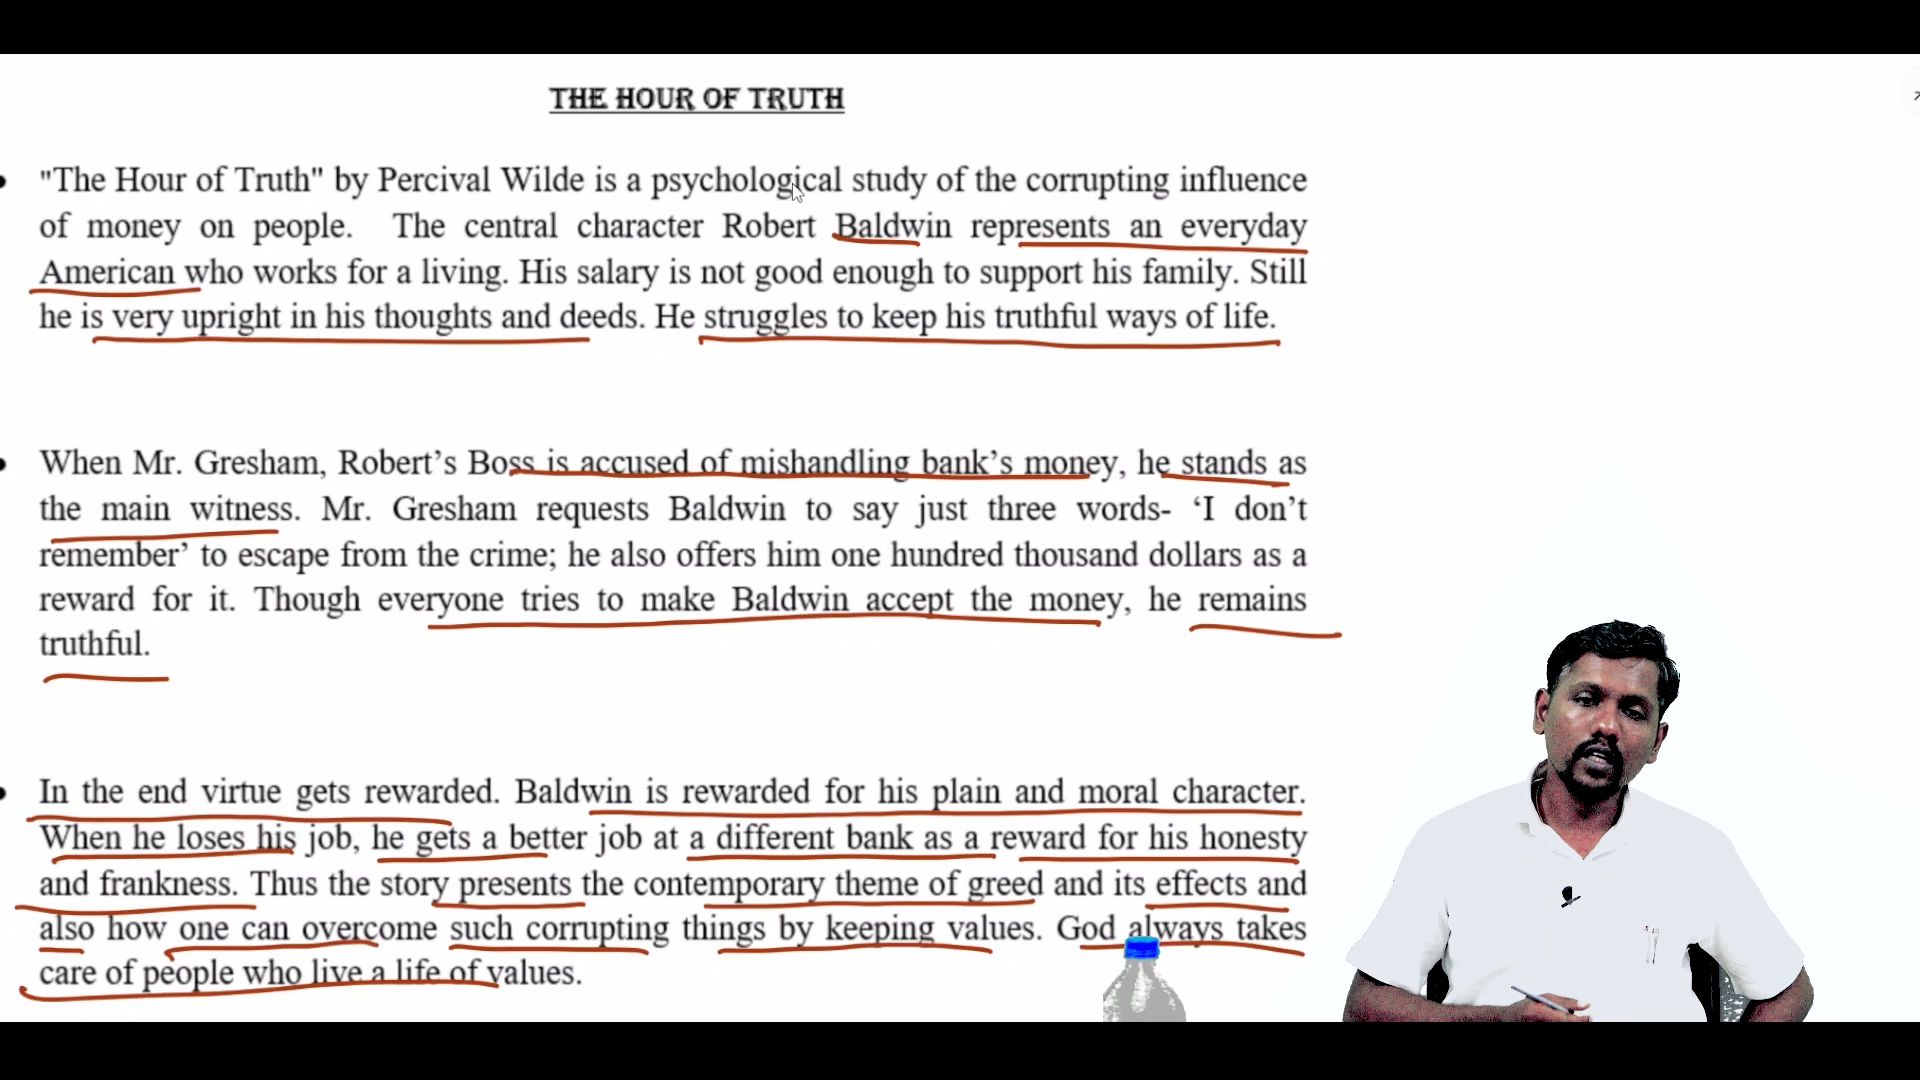 THE HOUR OF TRUTH
"The Hour of Truth" by Percival Wilde is a psychological study of the corrupting influence
of money on people. The central character Robert Baldwin represents an everyday
American who works for a living. His salary is not good enough to support his family. Still
he is very upright in his thoughts and deeds. He struggles to keep his truthful ways of life.
When Mr. Gresham, Robert’s Boss is accused of mishandling bank’s money, he stands as
the main witness. Mr. Gresham requests Baldwin to say just three words- ‘I don’t
remember’ to escape from the crime; he also offers him one hundred thousand dollars as a
reward for it. Though everyone tries to make Baldwin accept the money, he remains
truthful.
In the end virtue gets rewarded. Baldwin is rewarded for his plain and moral character.
When he loses his job, he gets a better job at a different bank as a reward for his honesty
and frankness. Thus the story presents the contemporary theme of greed and its effects and
also how one can overcome such corrupting things by keeping values. God always takes
care of people who live a life of values.